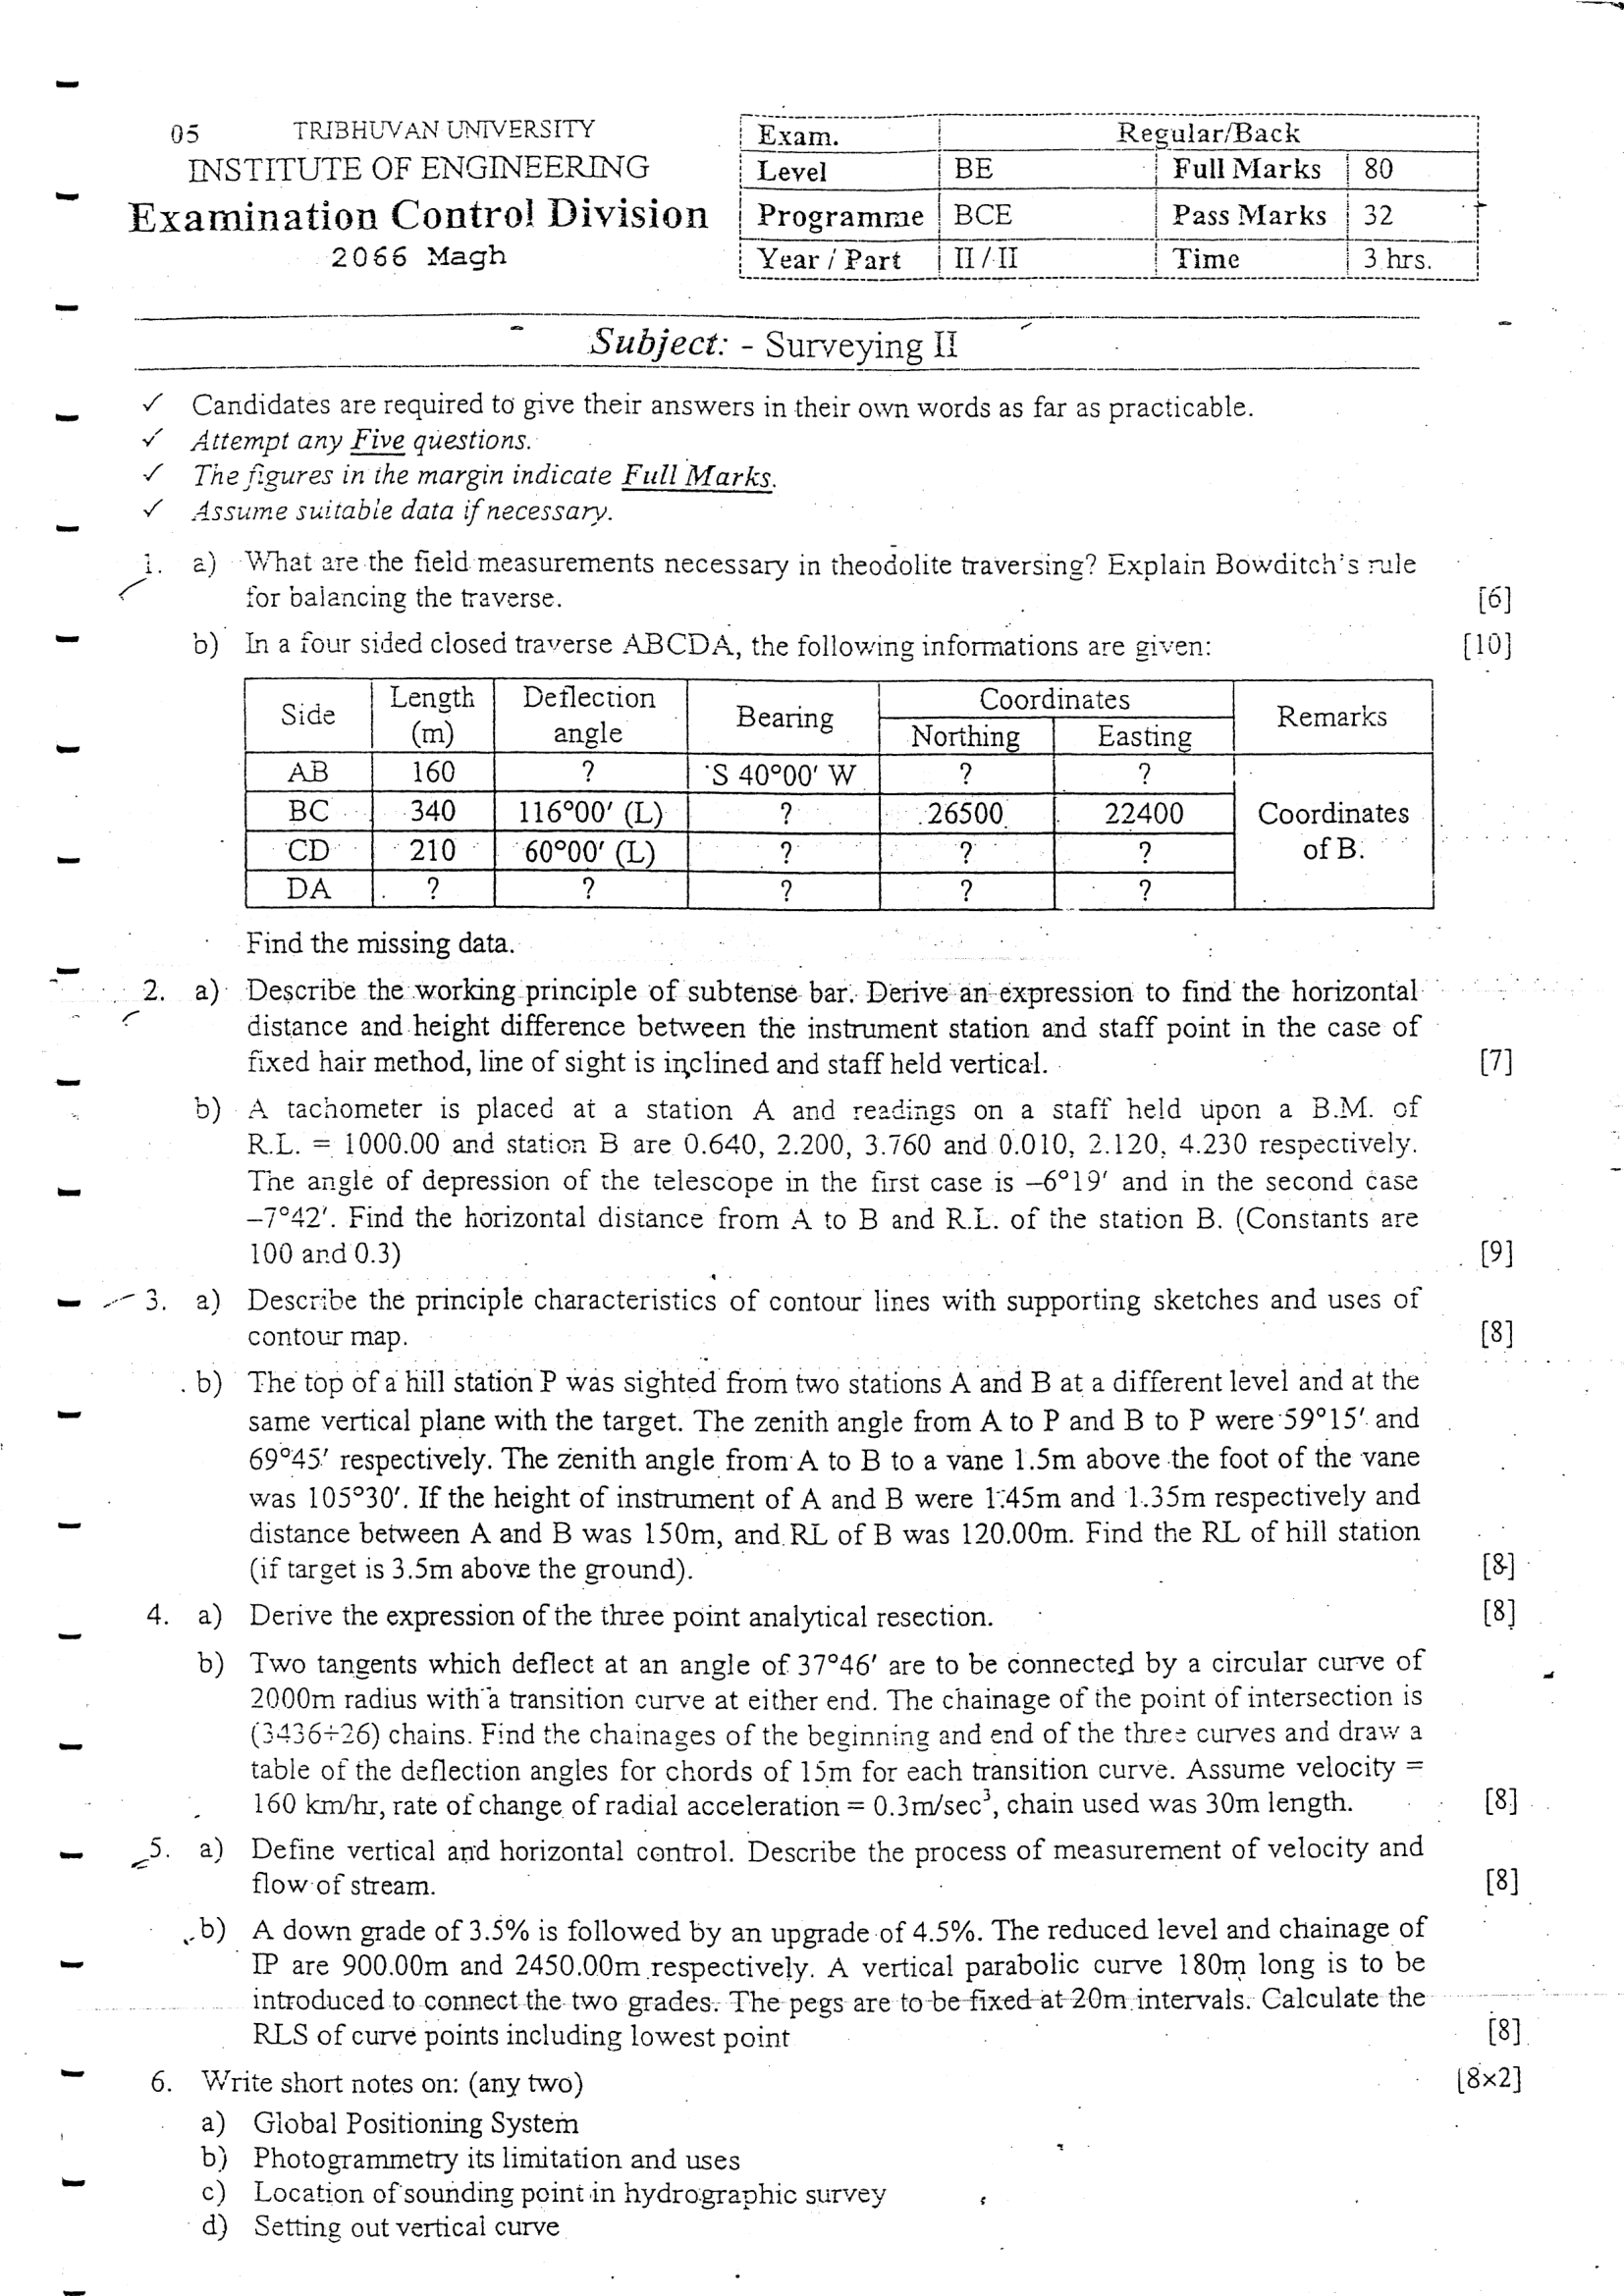 05 TRIBHUVAN UNIVERSITY
INSTITUTE OF ENGINEERING
Examination Control Division
2066 Magh
Exam. Regular/Back
Level BE Full Marks 80
Programme BCE Pass Marks 32
Year / Part II / II Time 3 hrs.
Subject: - Surveying II
✓ Candidates are required to give their answers in their own words as far as practicable.
✓ Attempt any Five questions.
✓ The figures in the margin indicate Full Marks.
✓ Assume suitable data if necessary.
1. a) What are the field measurements necessary in theodolite traversing? Explain Bowditch's rule
for balancing the traverse. [6]
b) In a four sided closed traverse ABCDA, the following informations are given: [10]
Side Length (m) Deflection angle Bearing Coordinates Remarks
Northing Easting
AB 160 ? S 40°00' W ? ?
BC 340 116°00' (L) ? 26500 22400 Coordinates
CD 210 60°00' (L) ? ? ? of B.
DA ? ? ? ? ?
Find the missing data.
2. a) Describe the working principle of subtense bar. Derive an expression to find the horizontal
distance and height difference between the instrument station and staff point in the case of
fixed hair method, line of sight is inclined and staff held vertical. [7]
b) A tachometer is placed at a station A and readings on a staff held upon a B.M. of
R.L. = 1000.00 and station B are 0.640, 2.200, 3.760 and 0.010, 2.120, 4.230 respectively.
The angle of depression of the telescope in the first case is –6°19' and in the second case
–7°42'. Find the horizontal distance from A to B and R.L. of the station B. (Constants are
100 and 0.3) [9]
3. a) Describe the principle characteristics of contour lines with supporting sketches and uses of
contour map. [8]
b) The top of a hill station P was sighted from two stations A and B at a different level and at the
same vertical plane with the target. The zenith angle from A to P and B to P were 59°15' and
69°45' respectively. The zenith angle from A to B to a vane 1.5m above the foot of the vane
was 105°30'. If the height of instrument of A and B were 1.45m and 1.35m respectively and
distance between A and B was 150m, and RL of B was 120.00m. Find the RL of hill station
(if target is 3.5m above the ground). [8]
4. a) Derive the expression of the three point analytical resection. [8]
b) Two tangents which deflect at an angle of 37°46' are to be connected by a circular curve of
2000m radius with a transition curve at either end. The chainage of the point of intersection is
(3436+26) chains. Find the chainages of the beginning and end of the three curves and draw a
table of the deflection angles for chords of 15m for each transition curve. Assume velocity =
160 km/hr, rate of change of radial acceleration = 0.3m/sec³, chain used was 30m length. [8]
5. a) Define vertical and horizontal control. Describe the process of measurement of velocity and
flow of stream. [8]
b) A down grade of 3.5% is followed by an upgrade of 4.5%. The reduced level and chainage of
IP are 900.00m and 2450.00m respectively. A vertical parabolic curve 180m long is to be
introduced to connect the two grades. The pegs are to be fixed at 20m intervals. Calculate the
RLS of curve points including lowest point [8]
6. Write short notes on: (any two) [8×2]
a) Global Positioning System
b) Photogrammetry its limitation and uses
c) Location of sounding point in hydrographic survey
d) Setting out vertical curve